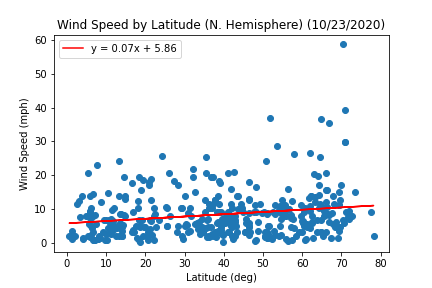 Wind Speed by Latitude (N. Hemisphere) (10/23/2020)
y = 0.07x + 5.86
60
50
40
30
20
10
0
Wind Speed (mph)
0 10 20 30 40 50 60 70 80
Latitude (deg)